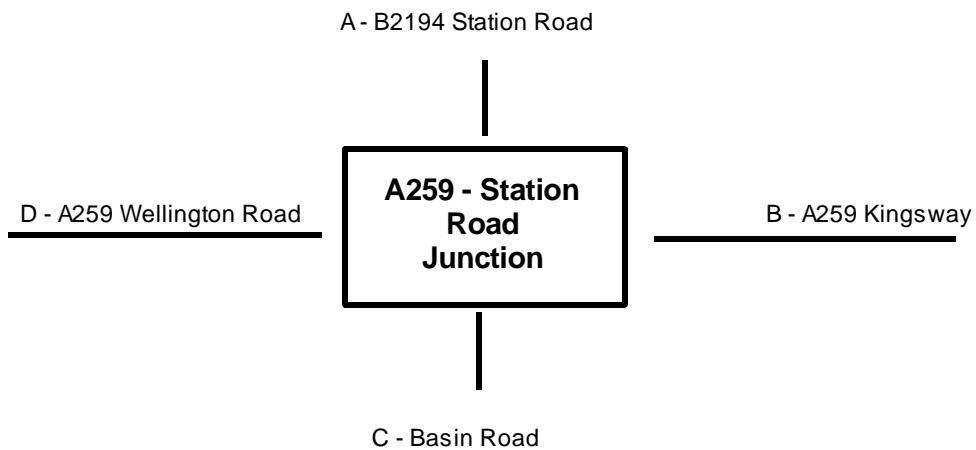 A - B2194 Station Road
A259 - Station
Road
Junction
D - A259 Wellington Road
B - A259 Kingsway
C - Basin Road